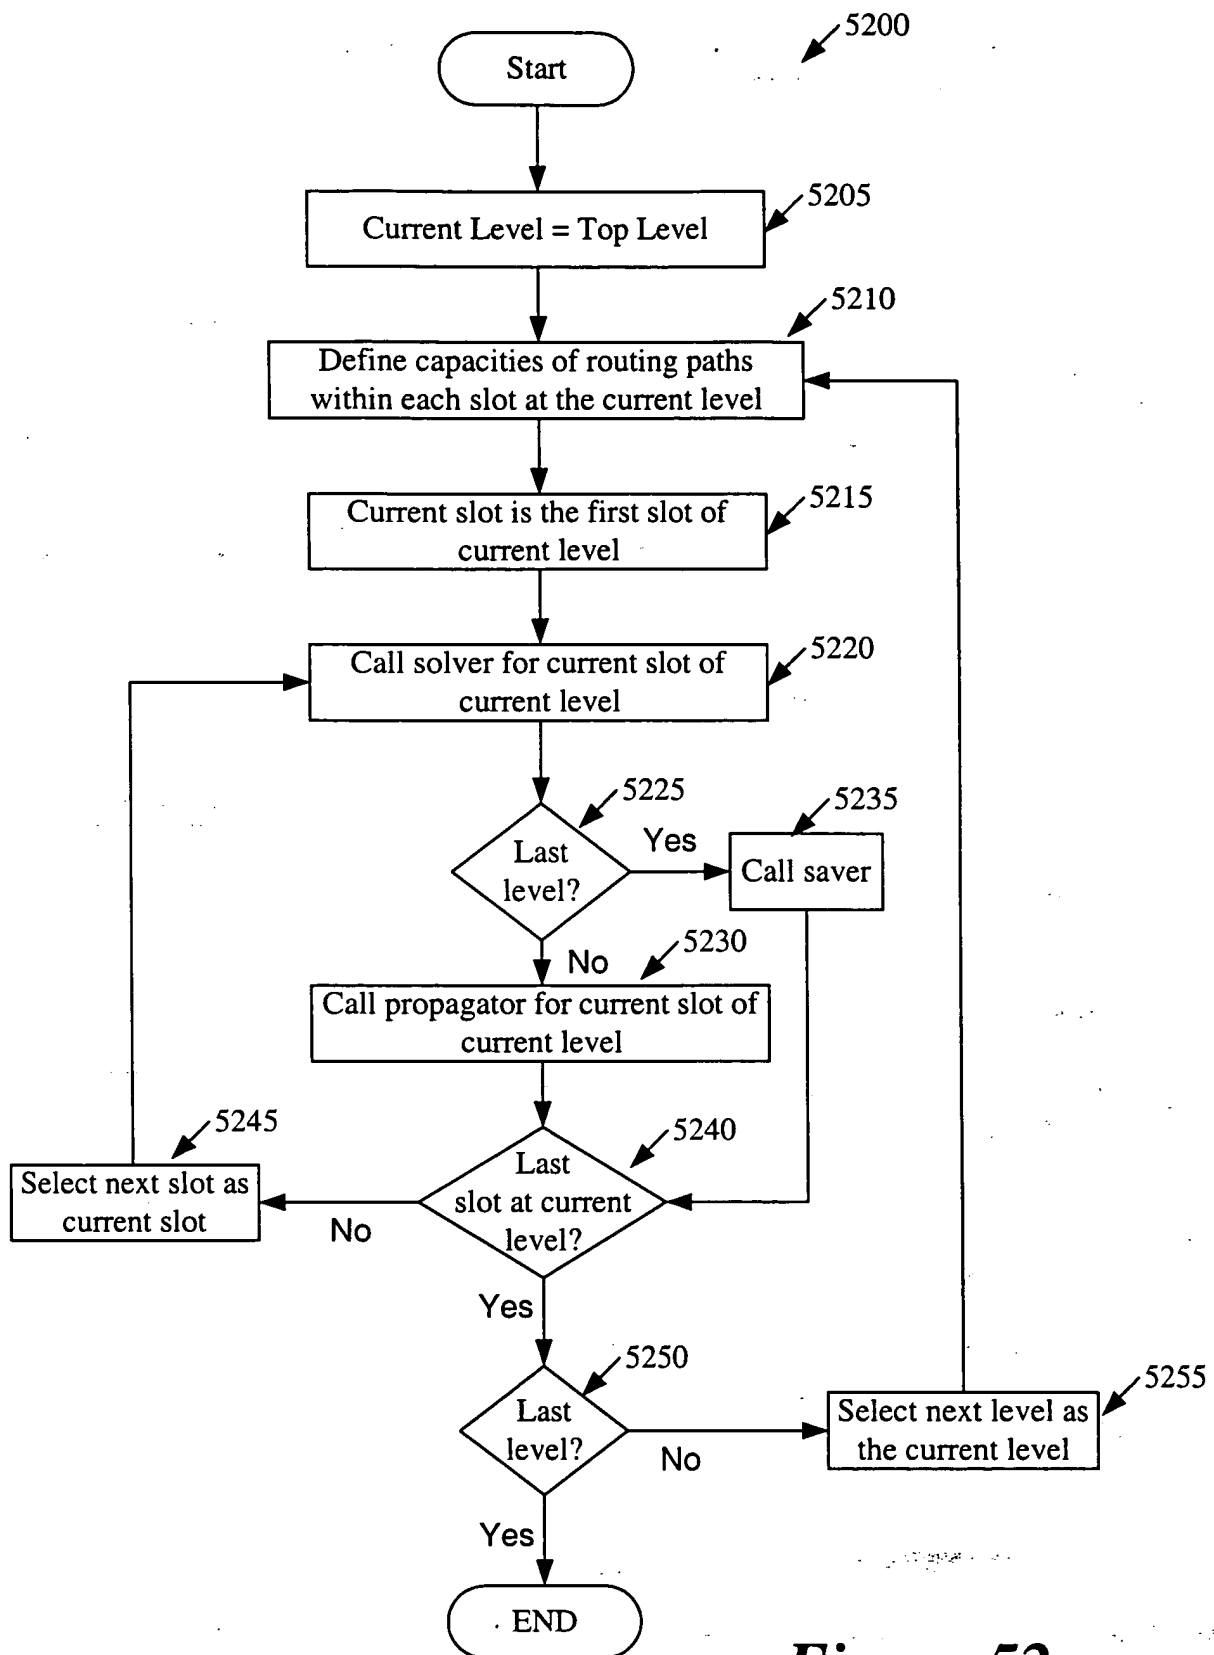 5200
Start
5205
Current Level = Top Level
5210
Define capacities of routing paths
within each slot at the current level
5215
Current slot is the first slot of
current level
5220
Call solver for current slot of
current level
5225
Last
level?
Yes
5235
Call saver
No
5230
Call propagator for current slot of
current level
5245
Select next slot as
current slot
5240
Last
slot at current
level?
No
Yes
5250
Last
level?
No
5255
Select next level as
the current level
Yes
END